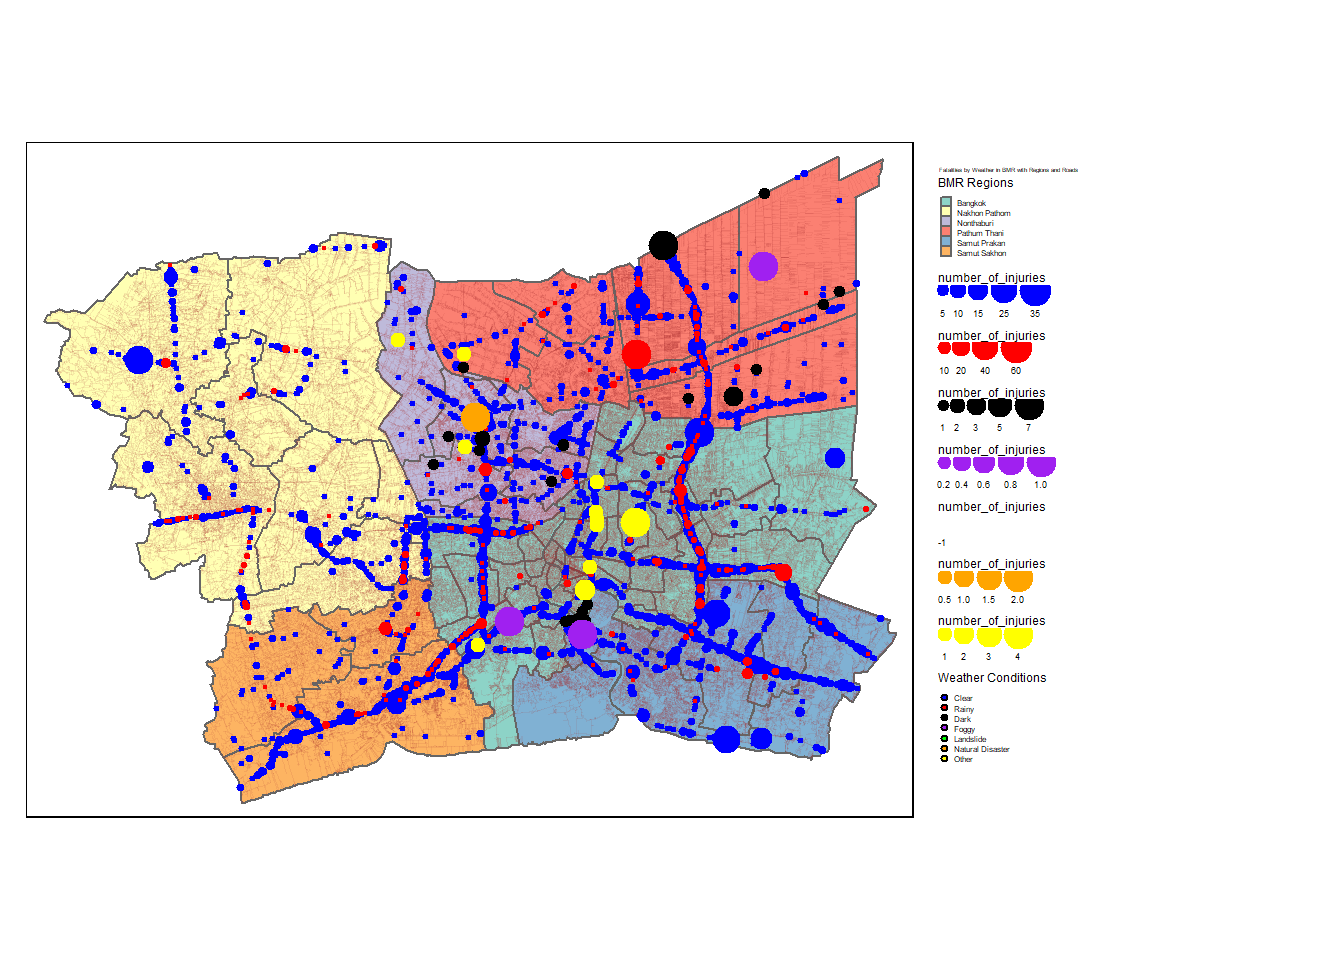 Fatalities by Weather in BMR with Regions and Roads
BMR Regions
Bangkok
Nakhon Pathom
Nonthaburi
Pathum Thani
Samut Prakan
Samut Sakhon
number_of_injuries
5 10 15 25 35
number_of_injuries
10 20 40 60
number_of_injuries
1 2 3 5 7
number_of_injuries
0.2 0.4 0.6 0.8 1.0
number_of_injuries
-1
number_of_injuries
0.5 1.0 1.5 2.0
number_of_injuries
1 2 3 4
Weather Conditions
Clear
Rainy
Dark
Foggy
Landslide
Natural Disaster
Other